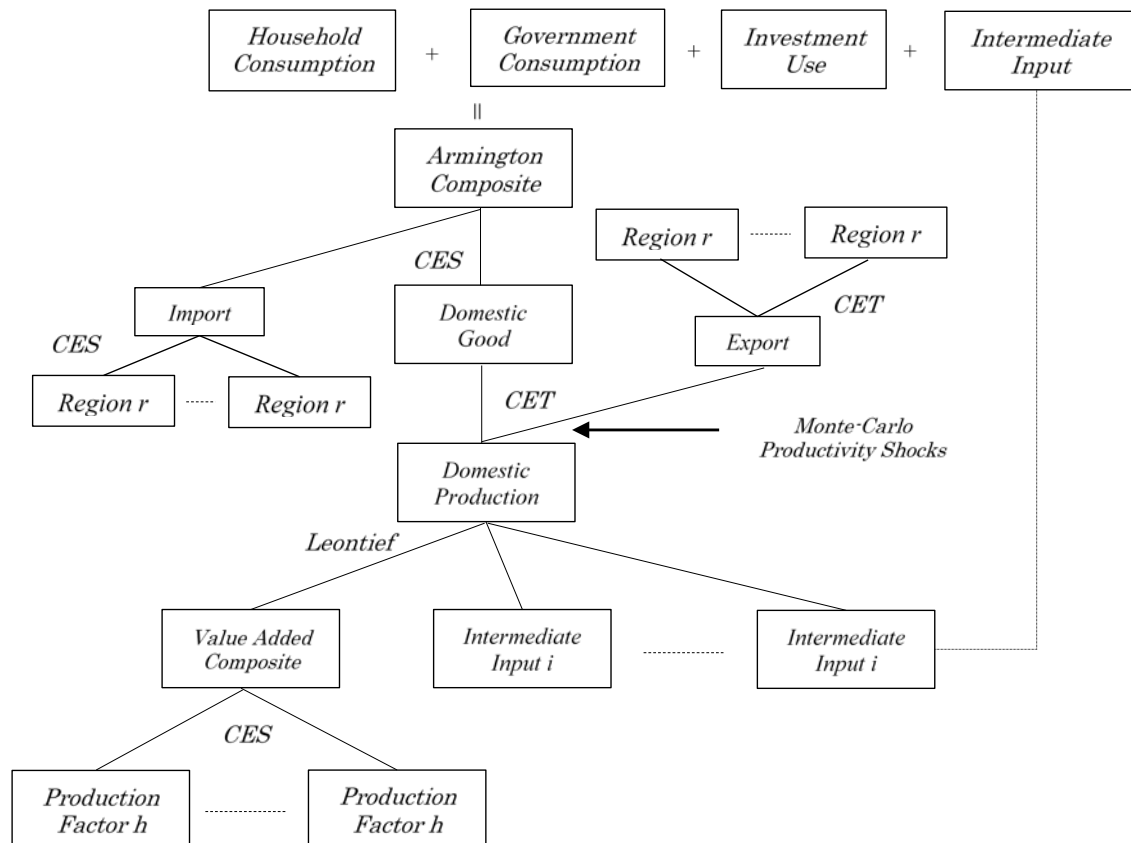 Household
Consumption
+
Government
Consumption
+
Investment
Use
+
Intermediate
Input
=
Armington
Composite
Region r
Region r
CES
Import
Domestic
Good
CET
Export
CES
Region r
Region r
CET
Monte-Carlo
Productivity Shocks
Domestic
Production
Leontief
Value Added
Composite
Intermediate
Input i
Intermediate
Input i
CES
Production
Factor h
Production
Factor h